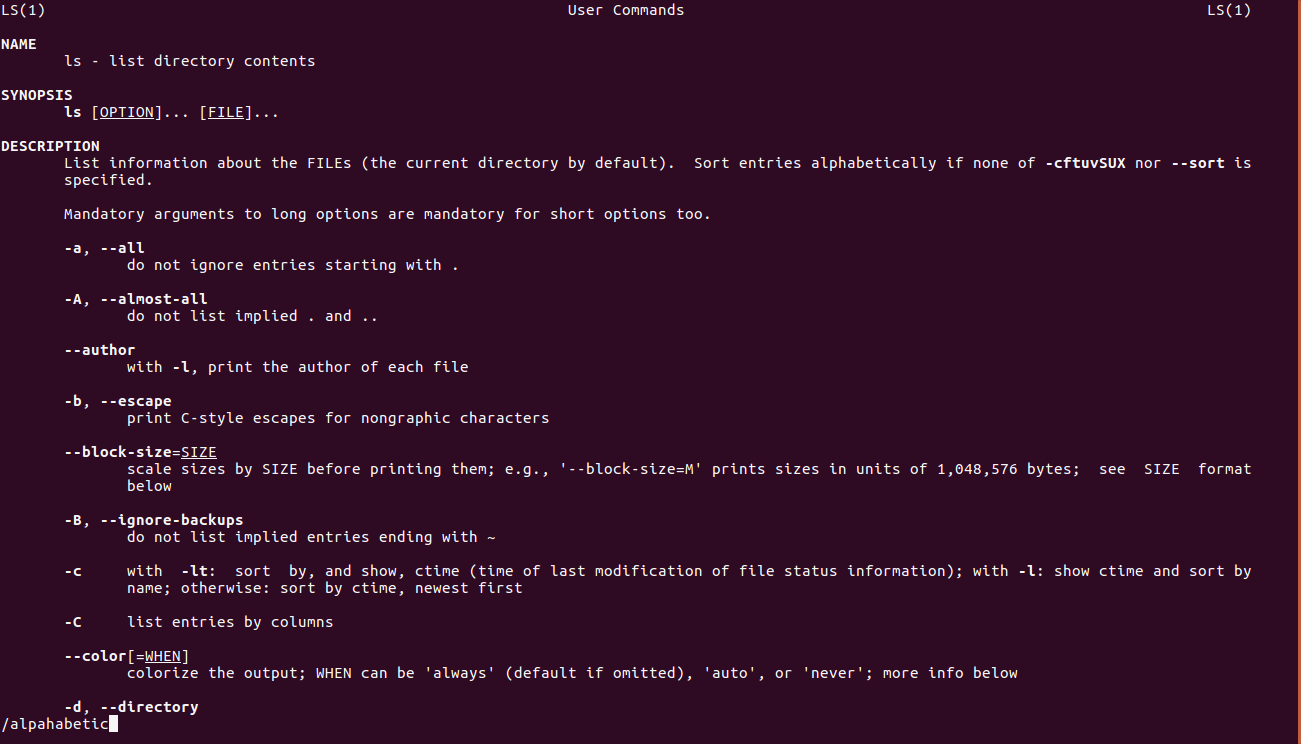 LS(1) User Commands LS(1)
NAME
ls - list directory contents
SYNOPSIS
ls [OPTION]... [FILE]...
DESCRIPTION
List information about the FILEs (the current directory by default).  Sort entries alphabetically if none of -cftuvSUX nor --sort is
specified.
Mandatory arguments to long options are mandatory for short options too.
-a, --all
do not ignore entries starting with .
-A, --almost-all
do not list implied . and ..
--author
with -l, print the author of each file
-b, --escape
print C-style escapes for nongraphic characters
--block-size=SIZE
scale sizes by SIZE before printing them; e.g., '--block-size=M' prints sizes in units of 1,048,576 bytes;  see  SIZE  format
below
-B, --ignore-backups
do not list implied entries ending with ~
-c     with  -lt:  sort  by, and show, ctime (time of last modification of file status information); with -l: show ctime and sort by
name; otherwise: sort by ctime, newest first
-C     list entries by columns
--color[=WHEN]
colorize the output; WHEN can be 'always' (default if omitted), 'auto', or 'never'; more info below
-d, --directory
/alpahabetic